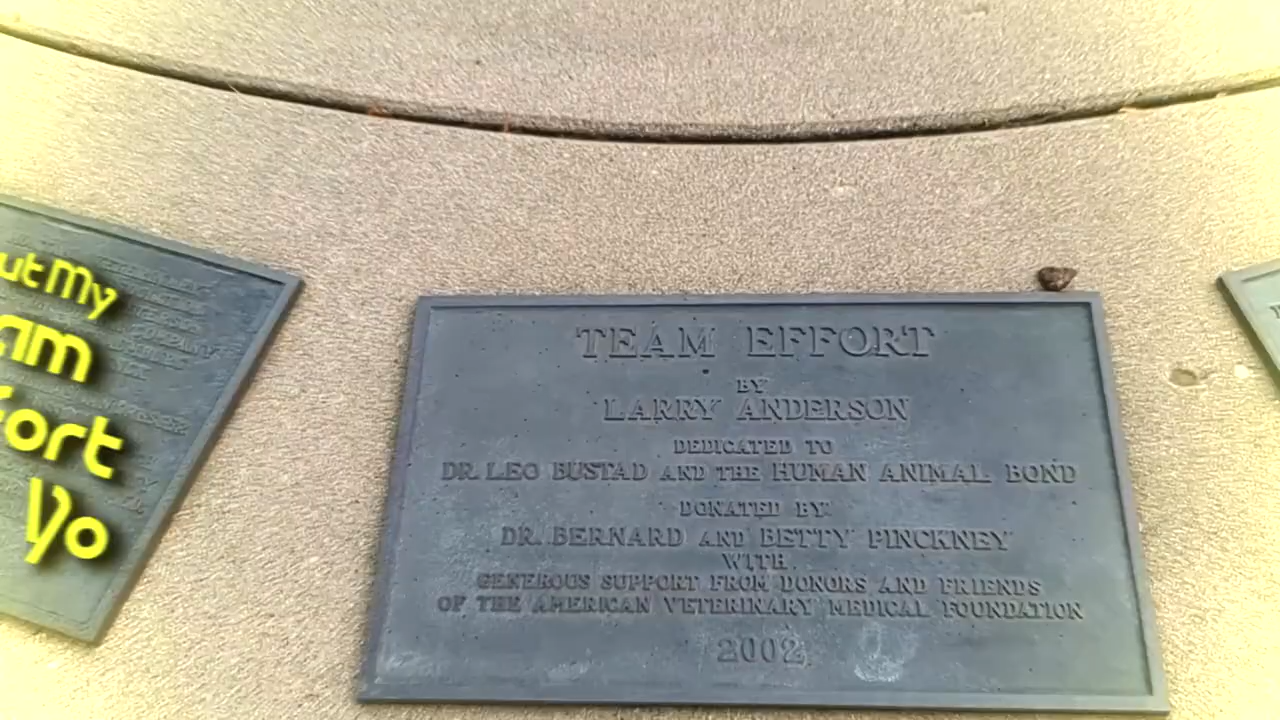 ut My
am
fort
Yo
TEAM EFFORT
BY
LARRY ANDERSON
DEDICATED TO
DR. LEO BUSTAD AND THE HUMAN ANIMAL BOND
DONATED BY
DR. BERNARD AND BETTY PINCKNEY
WITH
GENEROUS SUPPORT FROM DONORS AND FRIENDS
OF THE AMERICAN VETERINARY MEDICAL FOUNDATION
2002